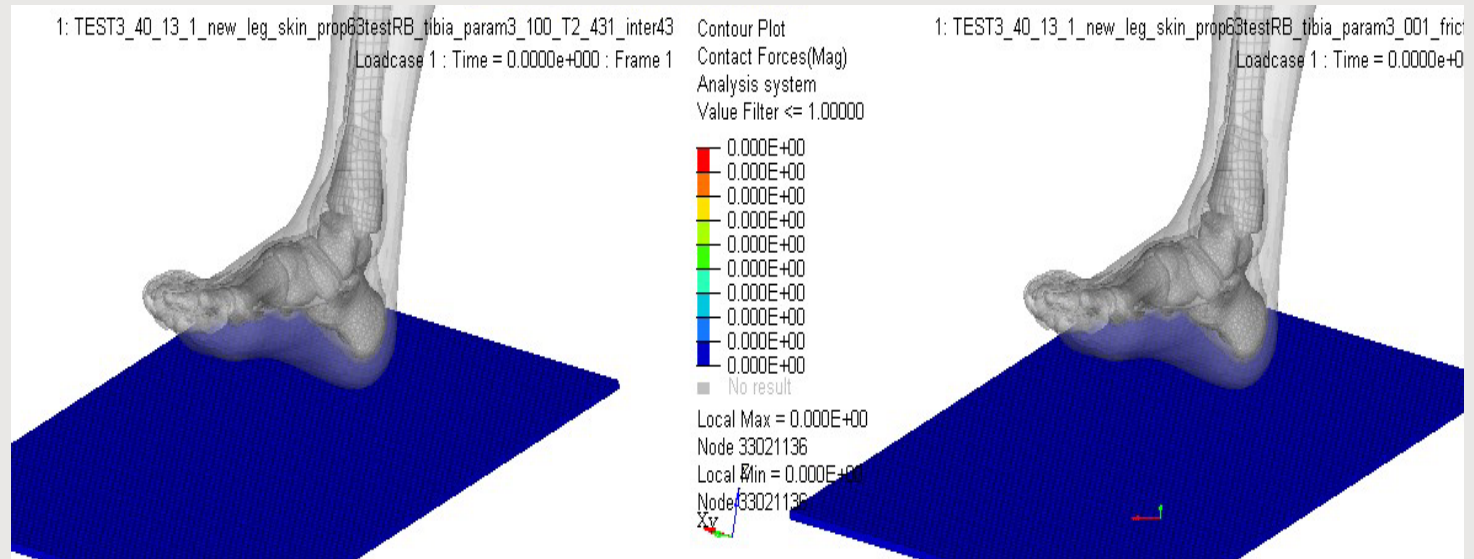 1: TEST3_40_13_1_new_leg_skin_prop63testRB_tibia_param3_100_T2_431_inter43
Loadcase 1 : Time = 0.0000e+000 : Frame 1
Contour Plot
Contact Forces(Mag)
Analysis system
Value Filter <= 1.00000
0.000E+00
0.000E+00
0.000E+00
0.000E+00
0.000E+00
0.000E+00
0.000E+00
0.000E+00
0.000E+00
0.000E+00
No result
Local Max = 0.000E+00
Node 33021136
Local Min = 0.000E+00
Node 33021136
Z
X Y
1: TEST3_40_13_1_new_leg_skin_prop63testRB_tibia_param3_001_frict
Loadcase 1 : Time = 0.0000e+0